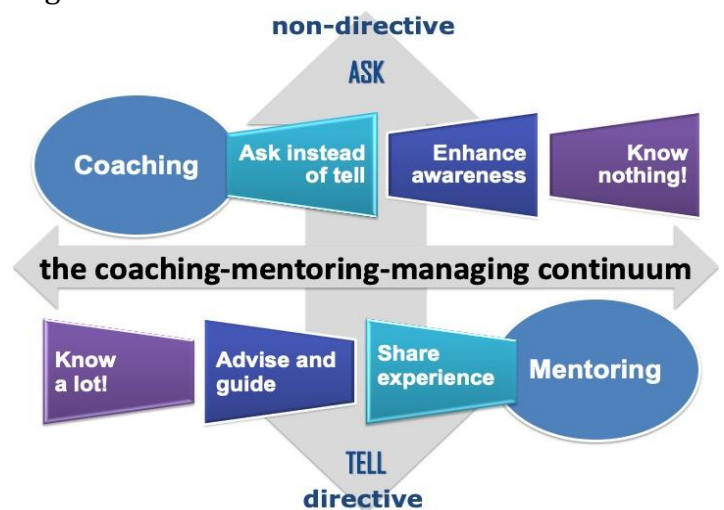 non-directive
ASK
Coaching
Ask instead
of tell
Enhance
awareness
Know
nothing!
the coaching-mentoring-managing continuum
Know
a lot!
Advise and
guide
Share
experience
Mentoring
TELL
directive